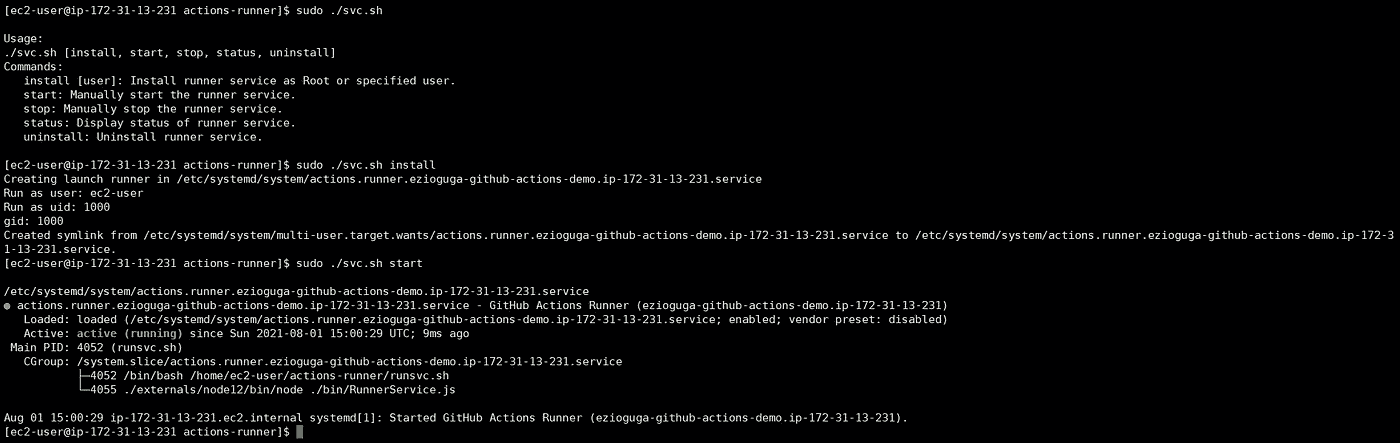 [ec2-user@ip-172-31-13-231 actions-runner]$ sudo ./svc.sh
Usage:
./svc.sh [install, start, stop, status, uninstall]
Commands:
   install [user]: Install runner service as Root or specified user.
   start: Manually start the runner service.
   stop: Manually stop the runner service.
   status: Display status of runner service.
   uninstall: Uninstall runner service.
[ec2-user@ip-172-31-13-231 actions-runner]$ sudo ./svc.sh install
Creating launch runner in /etc/systemd/system/actions.runner.ezioguga-github-actions-demo.ip-172-31-13-231.service
Run as user: ec2-user
Run as uid: 1000
gid: 1000
Created symlink from /etc/systemd/system/multi-user.target.wants/actions.runner.ezioguga-github-actions-demo.ip-172-31-13-231.service to /etc/systemd/system/actions.runner.ezioguga-github-actions-demo.ip-172-3
1-13-231.service.
[ec2-user@ip-172-31-13-231 actions-runner]$ sudo ./svc.sh start
/etc/systemd/system/actions.runner.ezioguga-github-actions-demo.ip-172-31-13-231.service
● actions.runner.ezioguga-github-actions-demo.ip-172-31-13-231.service - GitHub Actions Runner (ezioguga-github-actions-demo.ip-172-31-13-231)
   Loaded: loaded (/etc/systemd/system/actions.runner.ezioguga-github-actions-demo.ip-172-31-13-231.service; enabled; vendor preset: disabled)
   Active: active (running) since Sun 2021-08-01 15:00:29 UTC; 9ms ago
 Main PID: 4052 (runsvc.sh)
   CGroup: /system.slice/actions.runner.ezioguga-github-actions-demo.ip-172-31-13-231.service
           ├─4052 /bin/bash /home/ec2-user/actions-runner/runsvc.sh
           └─4055 ./externals/node12/bin/node ./bin/RunnerService.js
Aug 01 15:00:29 ip-172-31-13-231.ec2.internal systemd[1]: Started GitHub Actions Runner (ezioguga-github-actions-demo.ip-172-31-13-231).
[ec2-user@ip-172-31-13-231 actions-runner]$